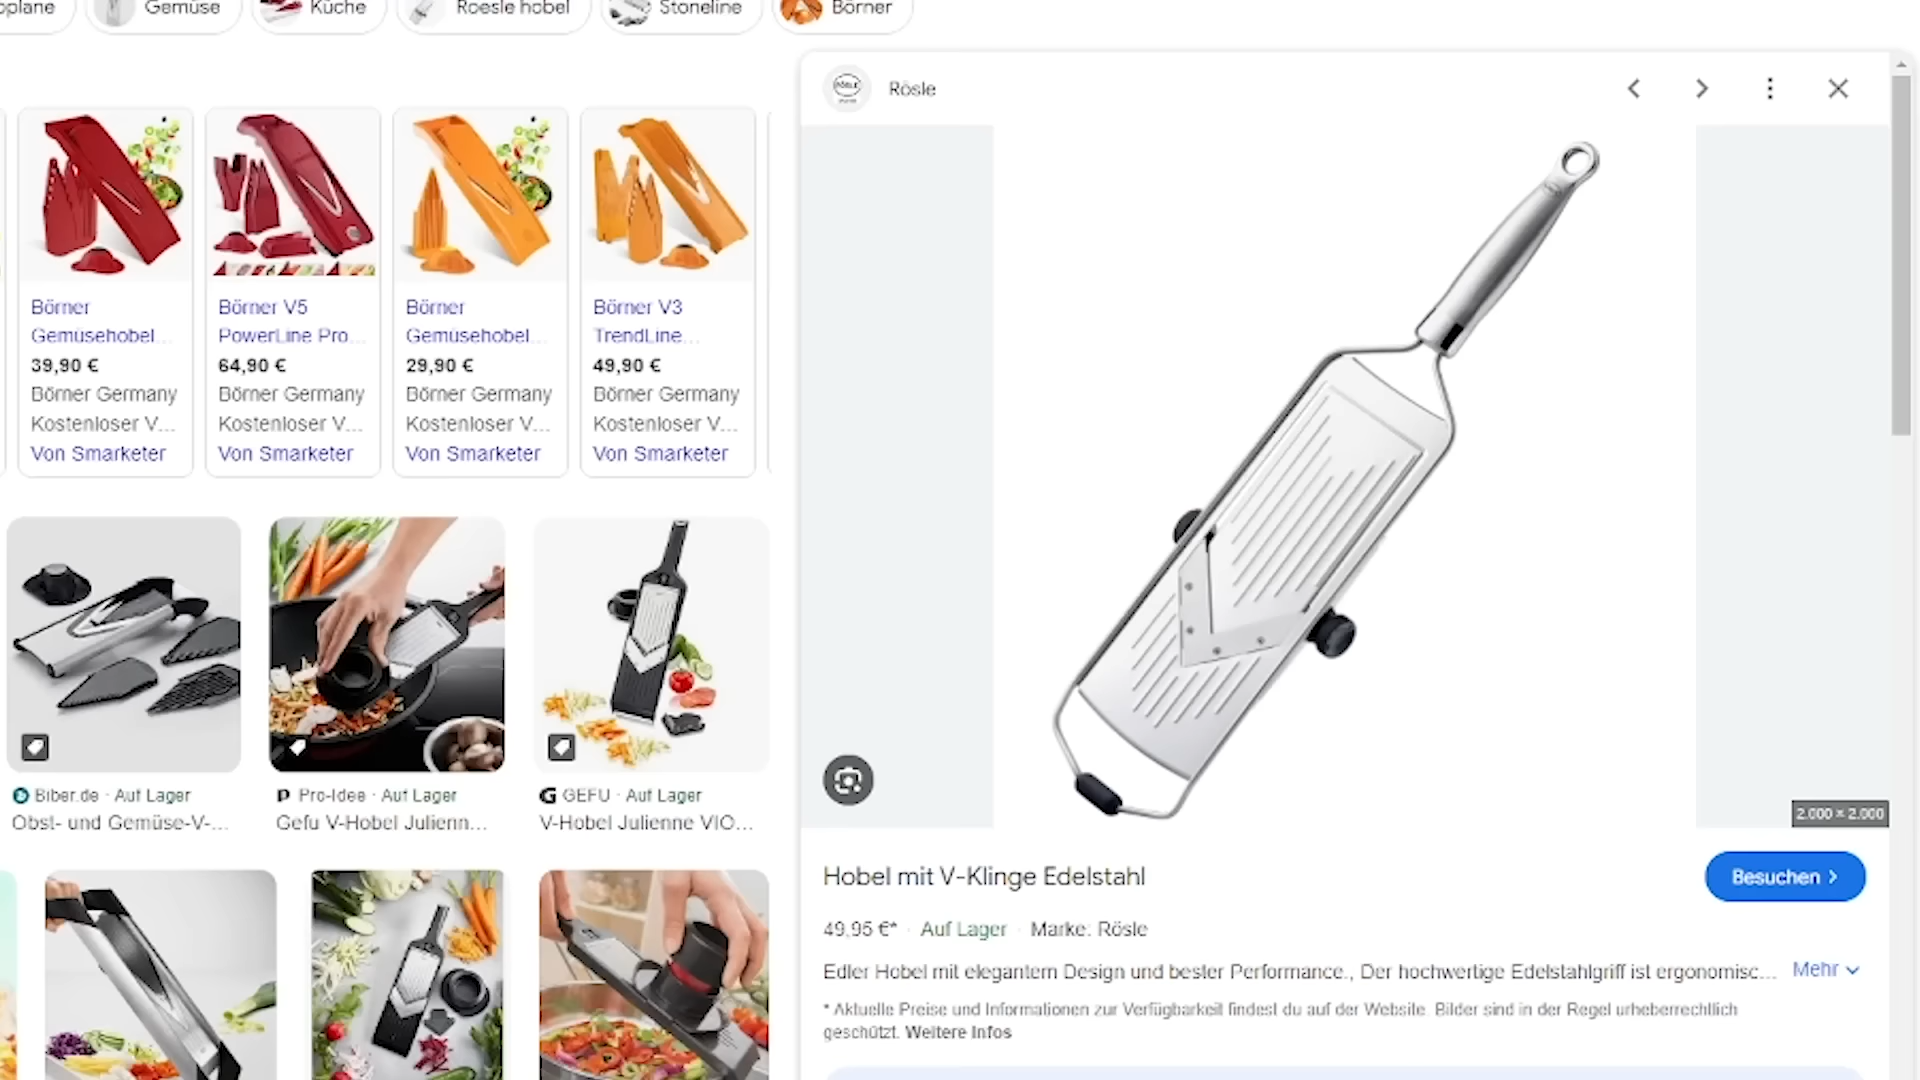 Gemüse
Küche
Roesle hobel
Stoneline
Börner
Rösle
Börner
Gemüsehobel...
39,90 €
Börner Germany
Kostenloser V...
Von Smarketer
Börner V5
PowerLine Pro...
64,90 €
Börner Germany
Kostenloser V...
Von Smarketer
Börner
Gemüsehobel...
29,90 €
Börner Germany
Kostenloser V...
Von Smarketer
Börner V3
TrendLine...
49,90 €
Börner Germany
Kostenloser V...
Von Smarketer
Biber.de · Auf Lager
Obst- und Gemüse-V-...
Pro-Idee · Auf Lager
Gefu V-Hobel Julienn...
GEFU · Auf Lager
V-Hobel Julienne VIO...
2.000 × 2.000
Hobel mit V-Klinge Edelstahl
Besuchen
49,95 €* · Auf Lager · Marke: Rösle
Edler Hobel mit elegantem Design und bester Performance., Der hochwertige Edelstahlgriff ist ergonomisc... Mehr
* Aktuelle Preise und Informationen zur Verfügbarkeit findest du auf der Website. Bilder sind in der Regel urheberrechtlich
geschützt. Weitere Infos